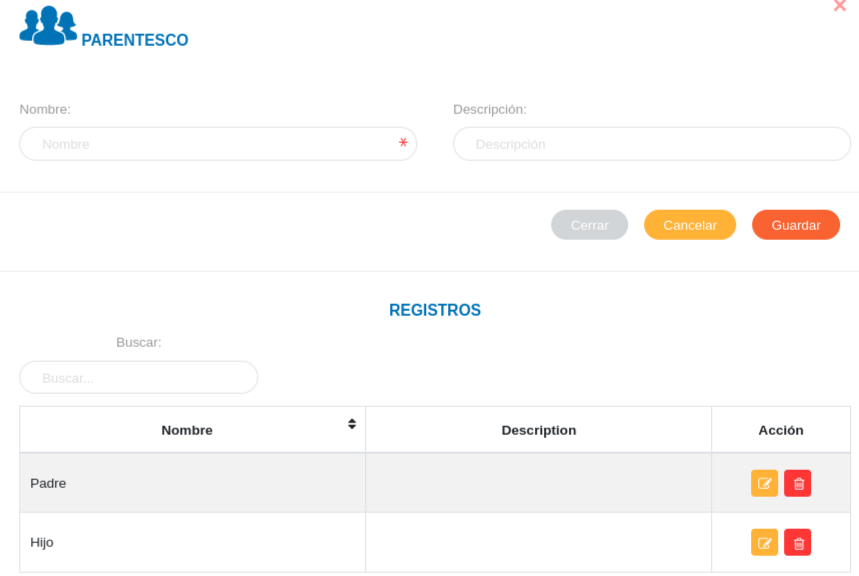 PARENTESCO
Nombre: Descripción:
Nombre * Descripción
Cerrar Cancelar Guardar
REGISTROS
Buscar:
Buscar...
Nombre Description Acción
Padre
Hijo